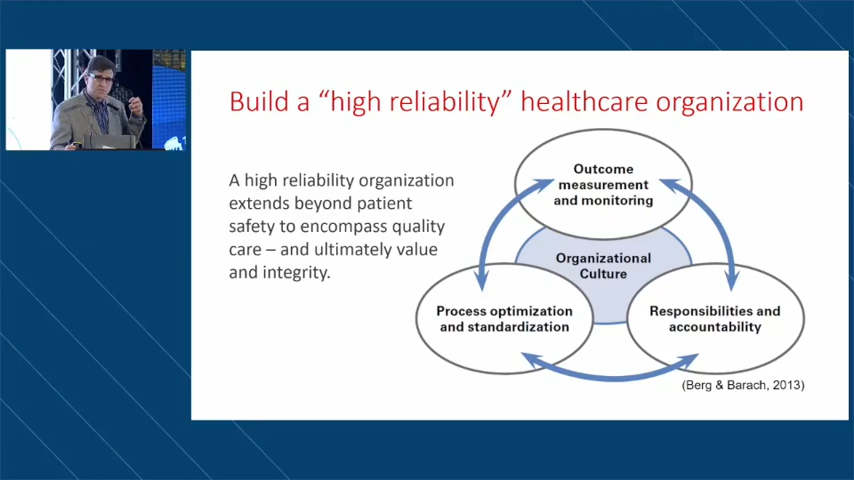 Build a “high reliability” healthcare organization
A high reliability organization
extends beyond patient
safety to encompass quality
care – and ultimately value
and integrity.
Outcome
measurement
and monitoring
Organizational
Culture
Process optimization
and standardization
Responsibilities and
accountability
(Berg & Barach, 2013)